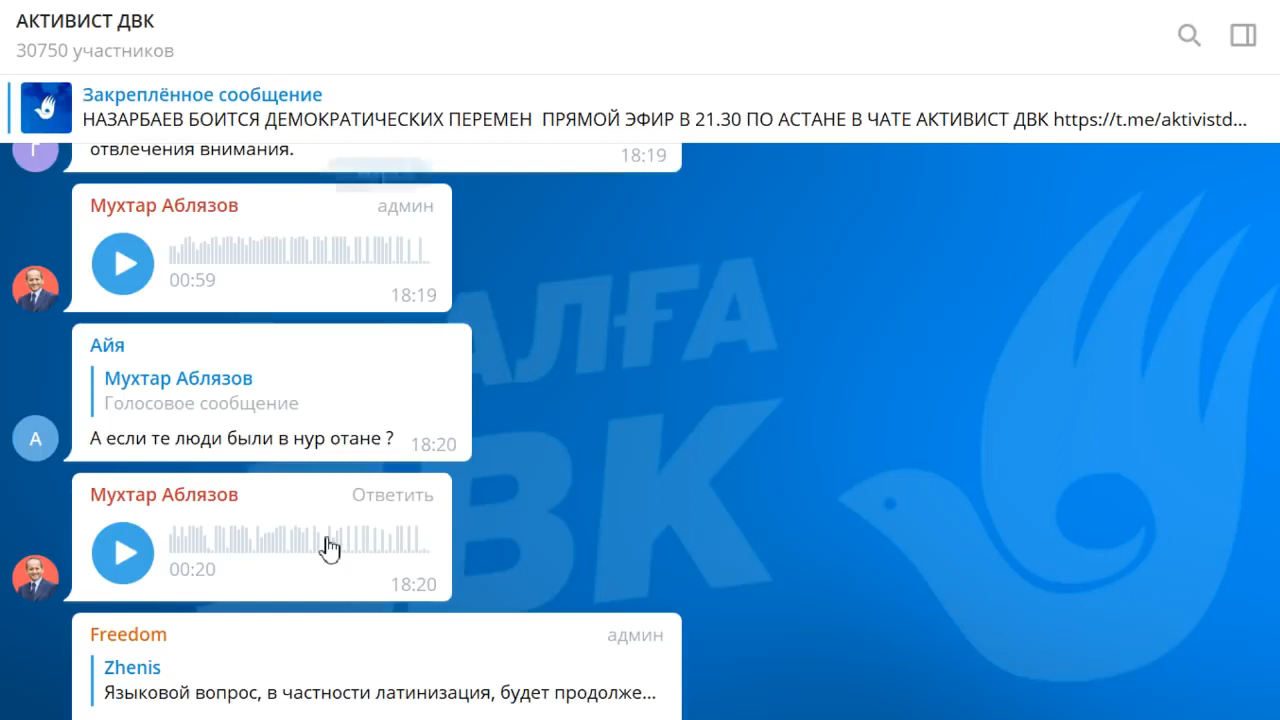 АКТИВИСТ ДВК
30750 участников
Закреплённое сообщение
НАЗАРБАЕВ БОИТСЯ ДЕМОКРАТИЧЕСКИХ ПЕРЕМЕН ПРЯМОЙ ЭФИР В 21.30 ПО АСТАНЕ В ЧАТЕ АКТИВИСТ ДВК https://t.me/aktivistd...
Г
отвлечения внимания.
18:19
Мухтар Аблязов админ
00:59
18:19
Айя
Мухтар Аблязов
Голосовое сообщение
А
А если те люди были в нур отане ? 18:20
Мухтар Аблязов Ответить
00:20
18:20
Freedom админ
Zhenis
Языковой вопрос, в частности латинизация, будет продолже...
АЛҒА
ДВК